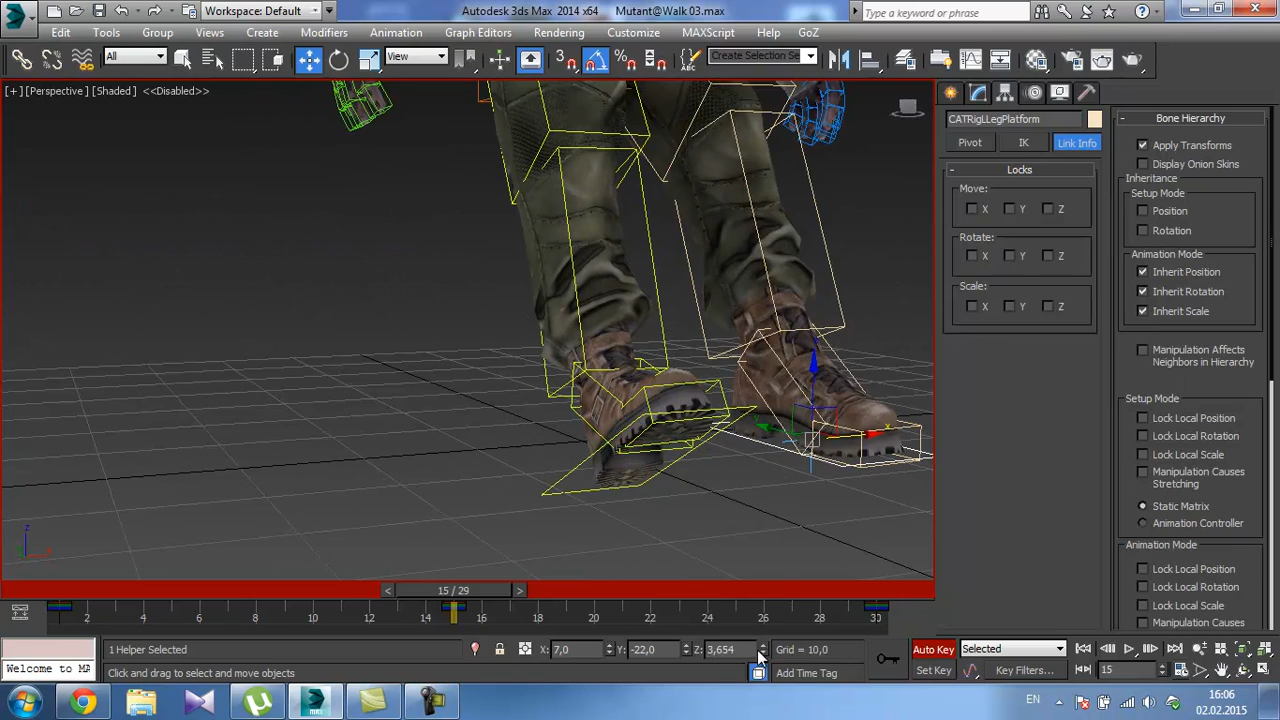 Workspace: Default
Autodesk 3ds Max 2014 x64
Mutant@Walk 03.max
Type a keyword or phrase
Edit Tools Group Views Create Modifiers Animation Graph Editors Rendering Customize MAXScript Help GoZ
All
View
3
Create Selection Se
[+] [Perspective] [Shaded] <<Disabled>>
CATRigLLegPlatform
Pivot IK Link Info
- Locks
Move:
X Y Z
Rotate:
X Y Z
Scale:
X Y Z
- Bone Hierarchy
Apply Transforms
Display Onion Skins
Inheritance
Setup Mode
Position
Rotation
Animation Mode
Inherit Position
Inherit Rotation
Inherit Scale
Manipulation Affects
Neighbors in Hierarchy
Setup Mode
Lock Local Position
Lock Local Rotation
Lock Local Scale
Manipulation Causes
Stretching
Static Matrix
Animation Controller
Animation Mode
Lock Local Position
Lock Local Rotation
Lock Local Scale
Manipulation Causes
z
< 15 / 29 >
2 4 6 8 10 12 14 16 18 20 22 24 26 28 30
1 Helper Selected
X: 7,0 Y: -22,0 Z: 3,654
Grid = 10,0
Auto Key Selected
Welcome to MA
Click and drag to select and move objects
Add Time Tag
Set Key Key Filters...
15
EN
16:06
02.02.2015